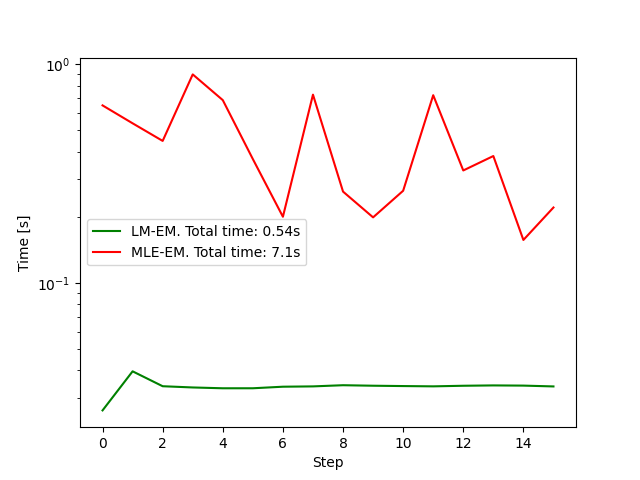 10⁰
10⁻¹
Time [s]
LM-EM. Total time: 0.54s
MLE-EM. Total time: 7.1s
0 2 4 6 8 10 12 14
Step